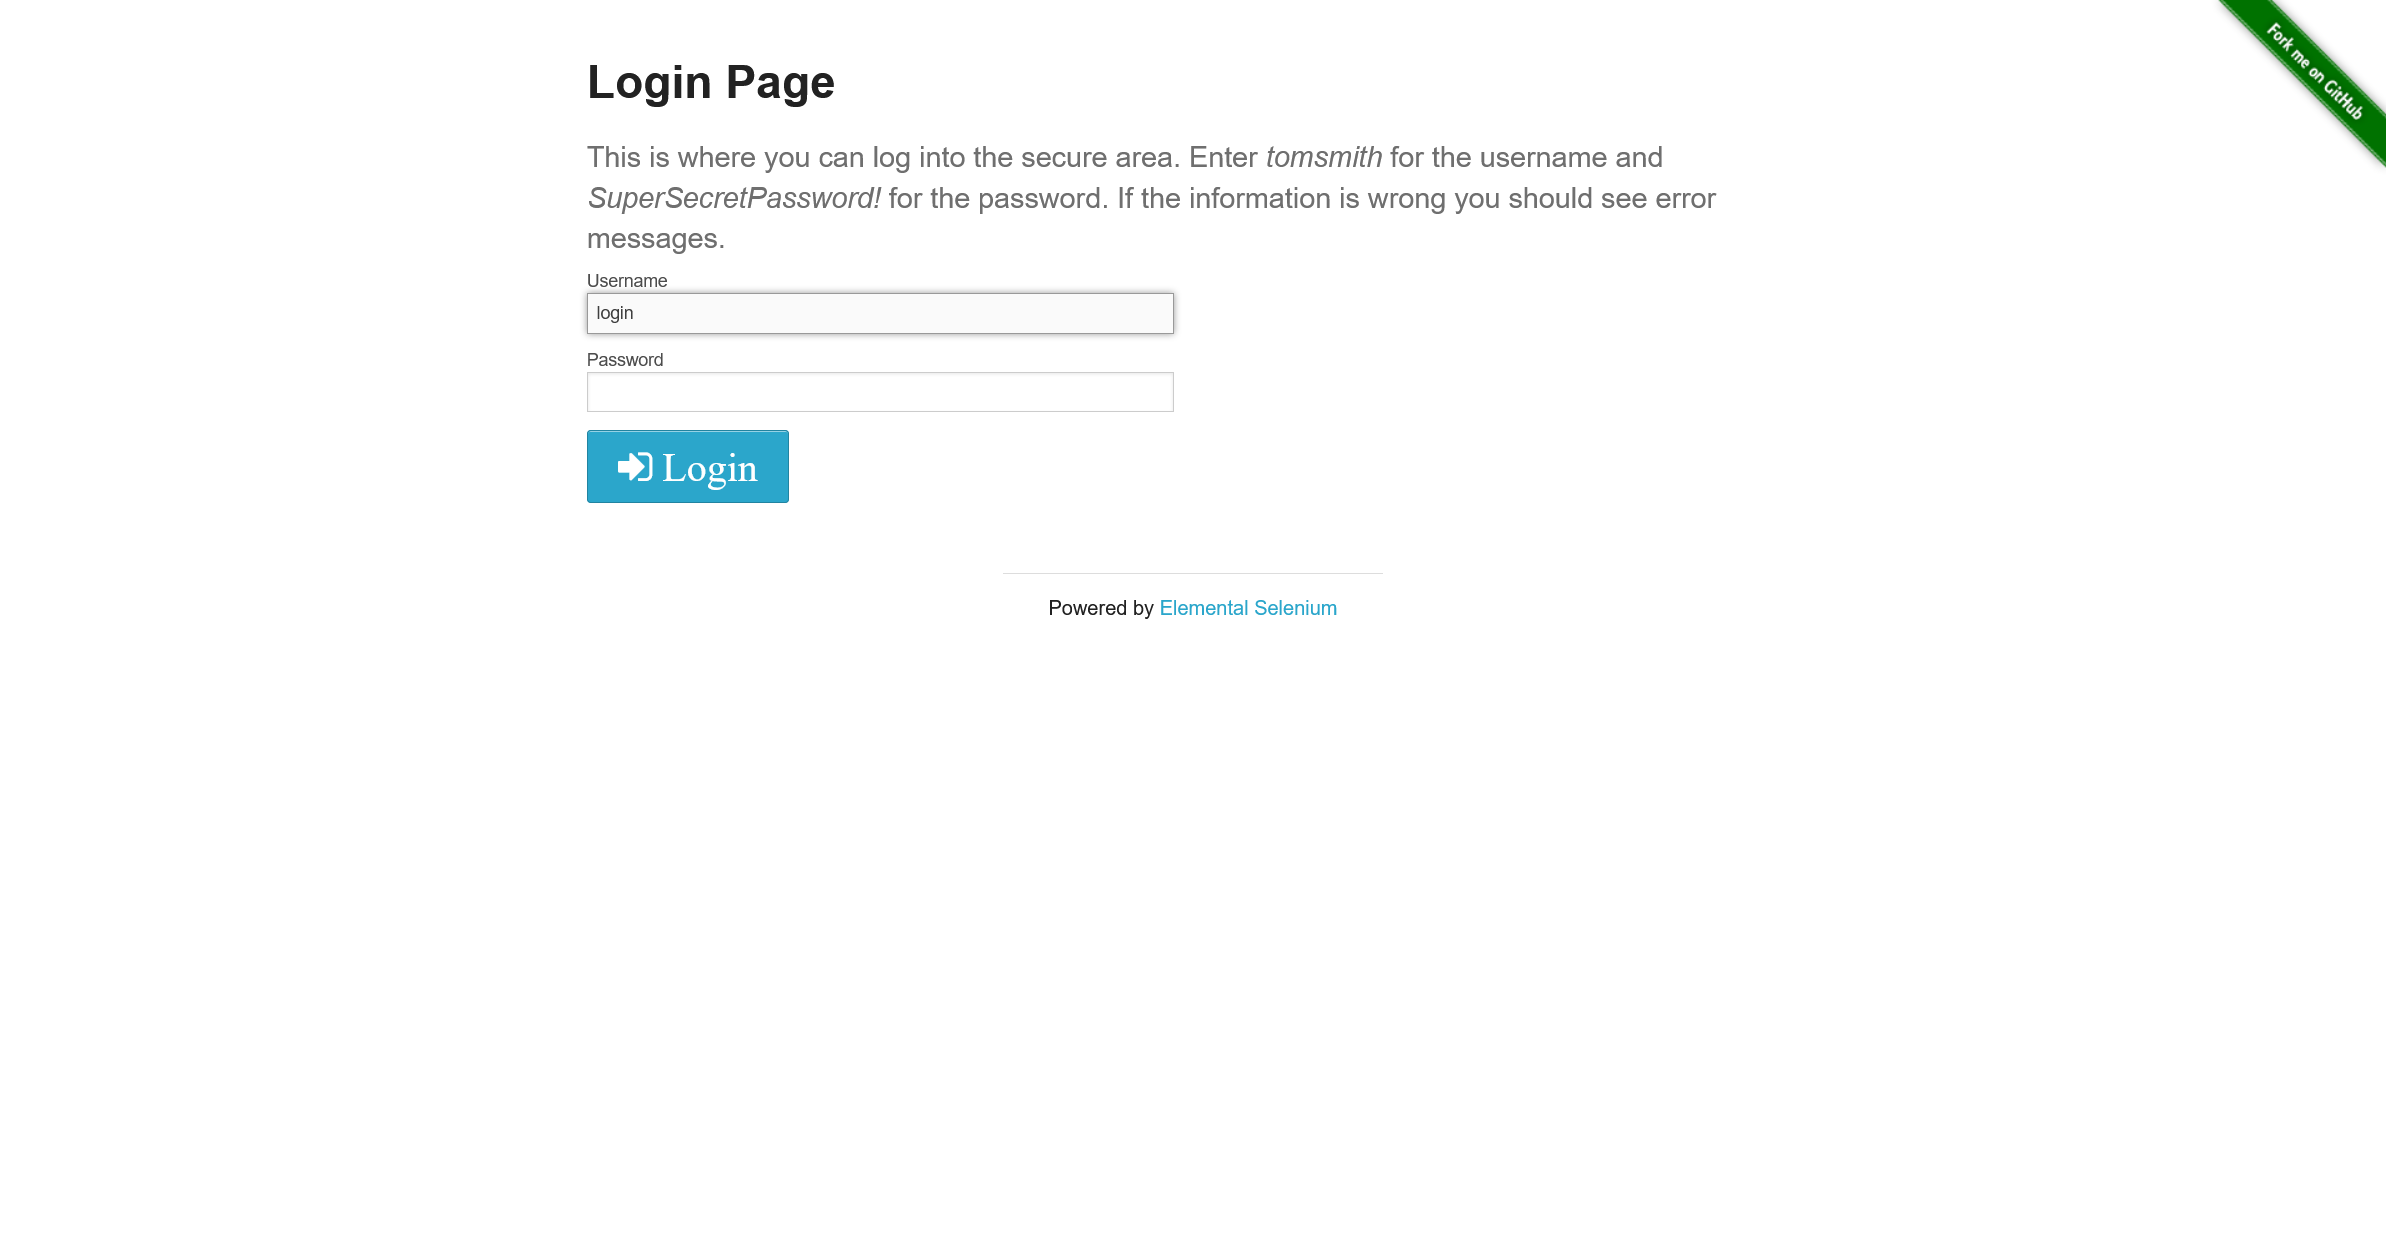 Fork me on GitHub
Login Page
This is where you can log into the secure area. Enter tomsmith for the username and
SuperSecretPassword! for the password. If the information is wrong you should see error
messages.
Username
login
Password
Login
Powered by Elemental Selenium